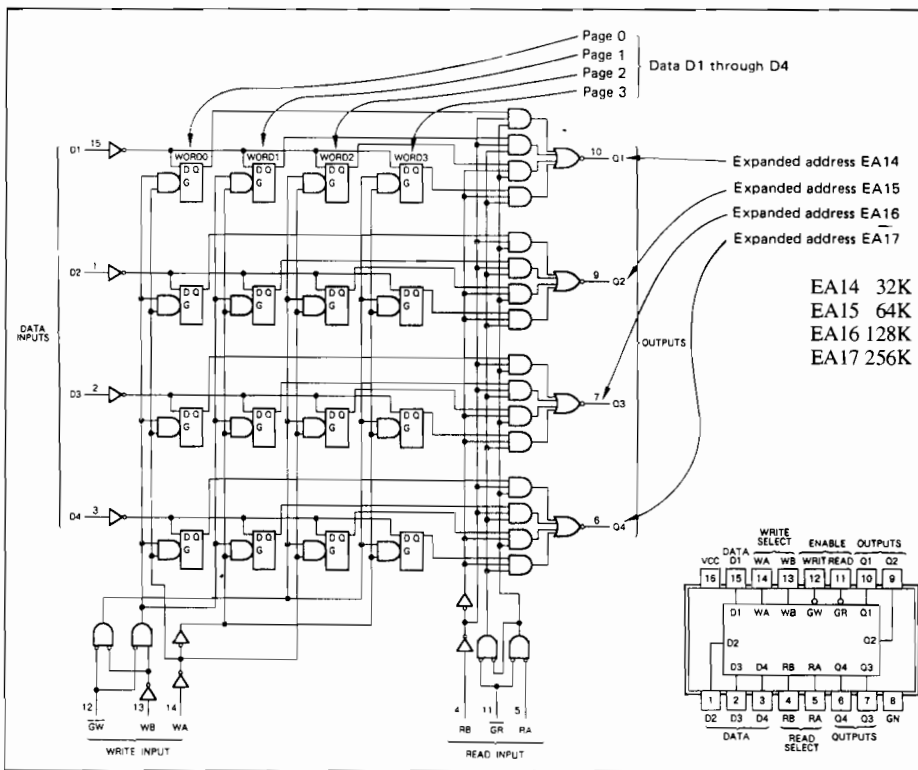 Page 0
Page 1
Page 2
Page 3
Data D1 through D4
D1 15
WORD0
D Q
G
WORD1
D Q
G
WORD2
D Q
G
WORD3
D Q
G
10 Q1
Expanded address EA14
Expanded address EA15
Expanded address EA16
Expanded address EA17
D2 1
D Q
G
D Q
G
D Q
G
D Q
G
9 Q2
EA14 32K
EA15 64K
EA16 128K
EA17 256K
DATA
INPUTS
OUTPUTS
D3 2
D Q
G
D Q
G
D Q
G
D Q
G
7 Q3
D4 3
D Q
G
D Q
G
D Q
G
D Q
G
6 Q4
12 13 14
GW WB WA
WRITE INPUT
4 11 5
RB GR RA
READ INPUT
WRITE
SELECT
ENABLE
OUTPUTS
VCC
DATA
D1
WA WB WRIT READ Q1 Q2
16 15 14 13 12 11 10 9
D1 WA WB GW GR Q1
D2 Q2
D3 D4 RB RA Q4 Q3
1 2 3 4 5 6 7 8
D2 D3 D4 RB RA Q4 Q3 GN
DATA
READ
SELECT
OUTPUTS